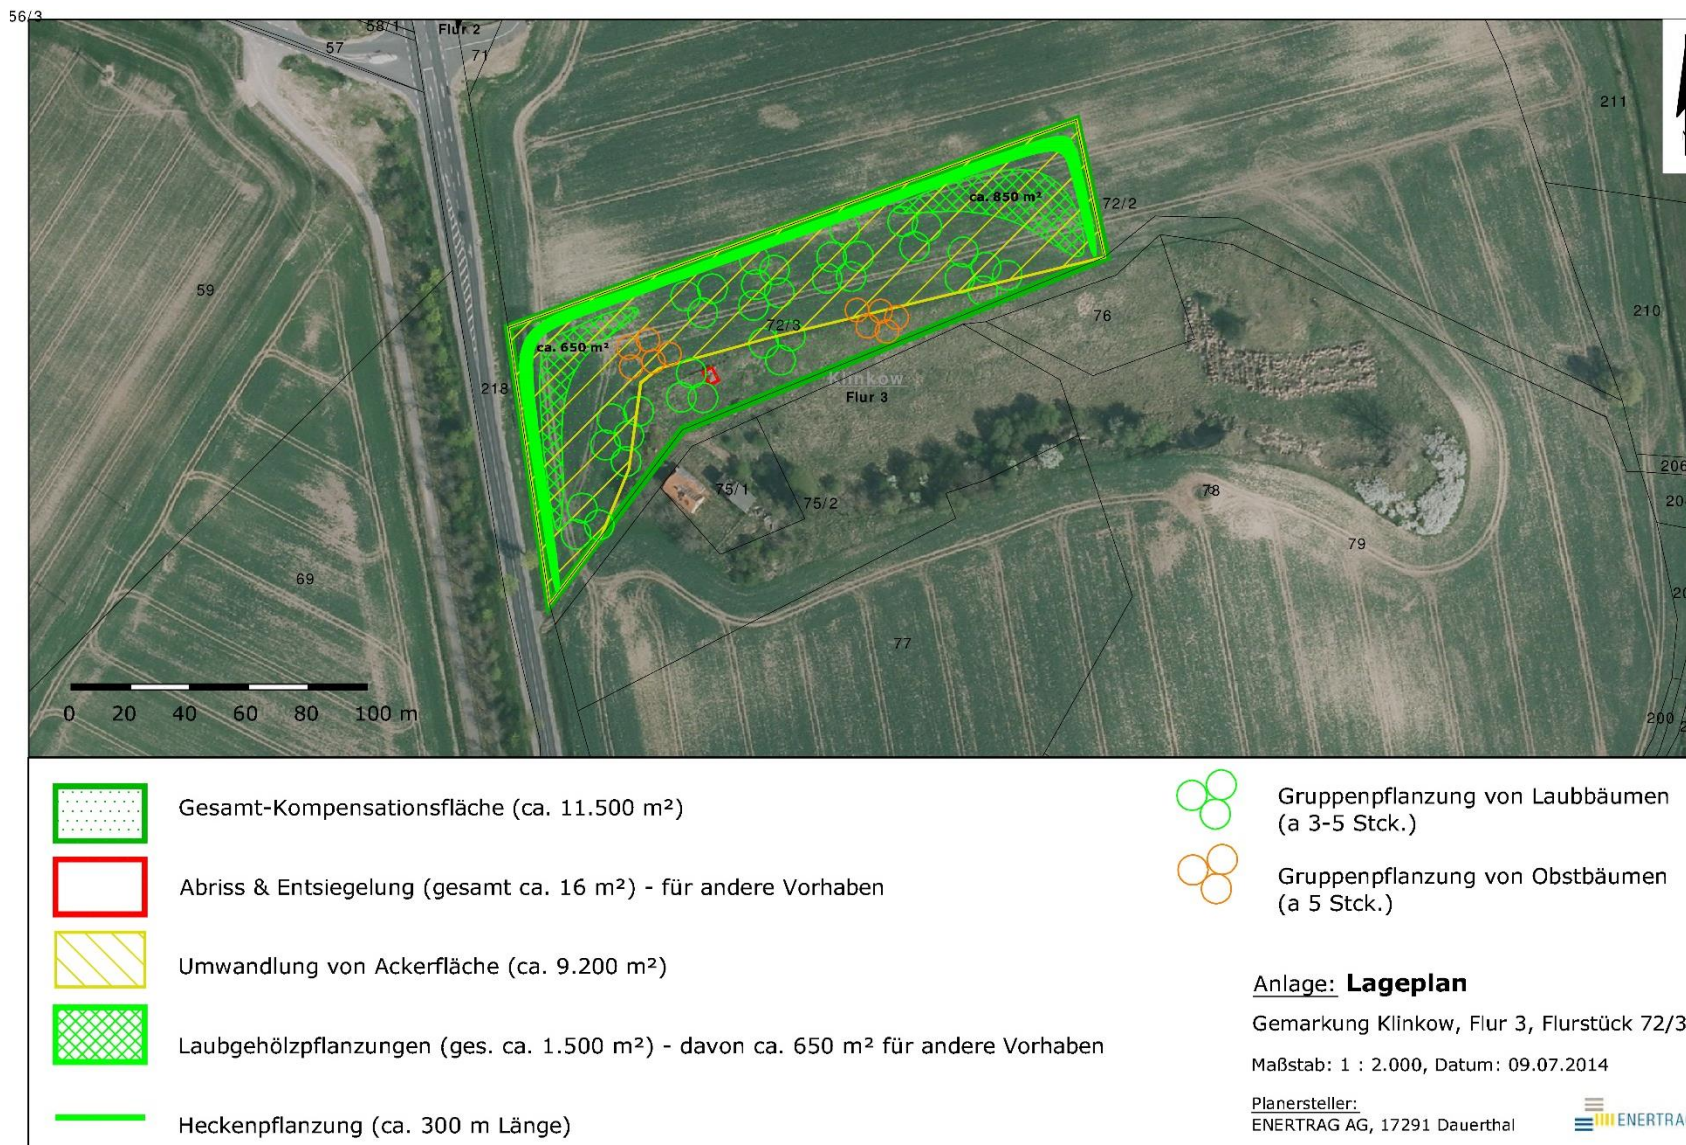 56/3
57
58/1
Flur 2
71
211
72/2
ca. 850 m²
59
76
210
72/3
ca. 650 m²
218
Klinkow
Flur 3
206
75/1
75/2
78
79
69
77
200
0 20 40 60 80 100 m
Gesamt-Kompensationsfläche (ca. 11.500 m²)
Abriss & Entsiegelung (gesamt ca. 16 m²) - für andere Vorhaben
Umwandlung von Ackerfläche (ca. 9.200 m²)
Laubgehölzpflanzungen (ges. ca. 1.500 m²) - davon ca. 650 m² für andere Vorhaben
Heckenpflanzung (ca. 300 m Länge)
Gruppenpflanzung von Laubbäumen
(a 3-5 Stck.)
Gruppenpflanzung von Obstbäumen
(a 5 Stck.)
Anlage: Lageplan
Gemarkung Klinkow, Flur 3, Flurstück 72/3
Maßstab: 1 : 2.000, Datum: 09.07.2014
Planersteller:
ENERTRAG AG, 17291 Dauerthal
ENERTRAG